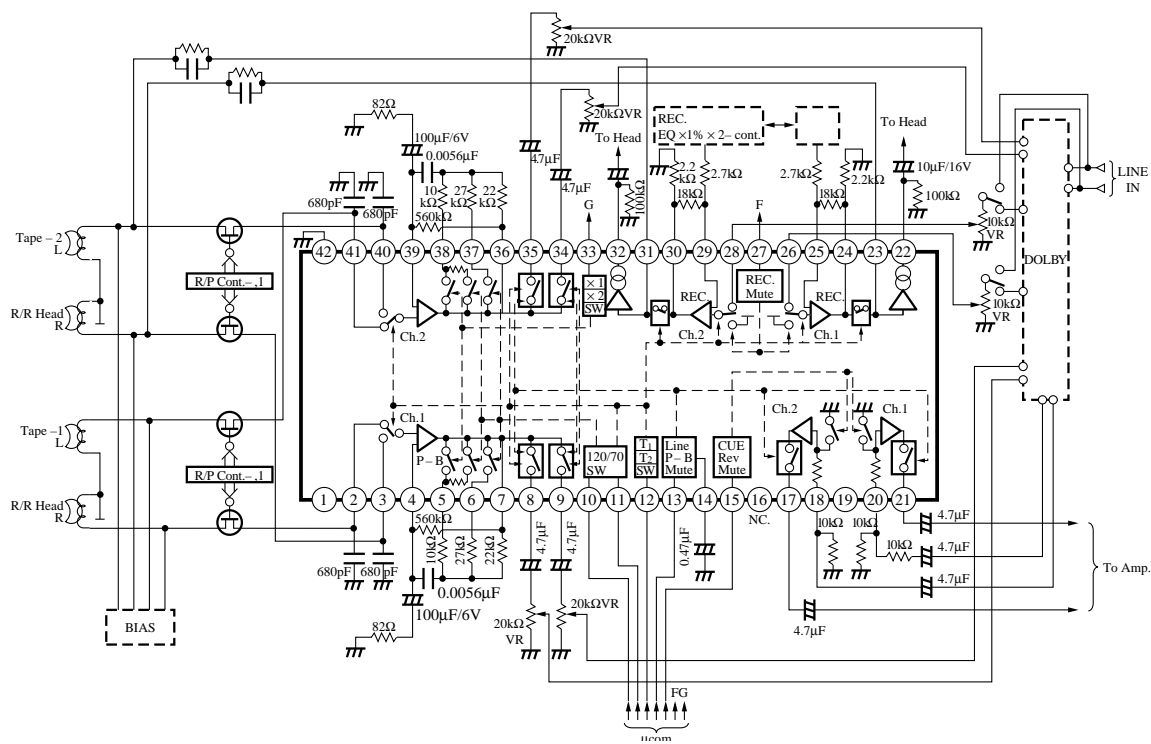 20kΩVR
82Ω
100μF/6V
0.0056μF
4.7μF
4.7μF
20kΩVR
To Head
REC.
EQ ×1% ×2– cont.
To Head
10μF/16V
100kΩ
2.2
kΩ
2.7kΩ
18kΩ
2.7kΩ
18kΩ
2.2kΩ
LINE
IN
680pF
680pF
10
kΩ
27
kΩ
22
kΩ
560kΩ
G
100kΩ
F
10kΩ
VR
Tape – 2
L
R/P Cont.– ,1
R/R Head
R
42 41 40 39 38 37 36 35 34 33 32 31 30 29 28 27 26 25 24 23 22
DOLBY
× 1
× 2
SW
REC.
REC.
Mute
REC.
Ch.2
Ch.2
Ch.1
10kΩ
VR
Tape –1
L
R/P Cont.– ,1
R/R Head
R
Ch.1
P – B
120/70
SW
T1
T2
SW
Line
P – B
Mute
CUE
Rev
Mute
Ch.2
Ch.1
1 2 3 4 5 6 7 8 9 10 11 12 13 14 15 16 17 18 19 20 21
NC.
560kΩ
10kΩ
27kΩ
22kΩ
4.7μF
4.7μF
0.47μF
10kΩ
10kΩ
10kΩ
4.7μF
4.7μF
4.7μF
To Amp.
680pF
680 pF
0.0056μF
100μF/6V
82Ω
20kΩ
VR
20kΩVR
4.7μF
BIAS
FG
μcom